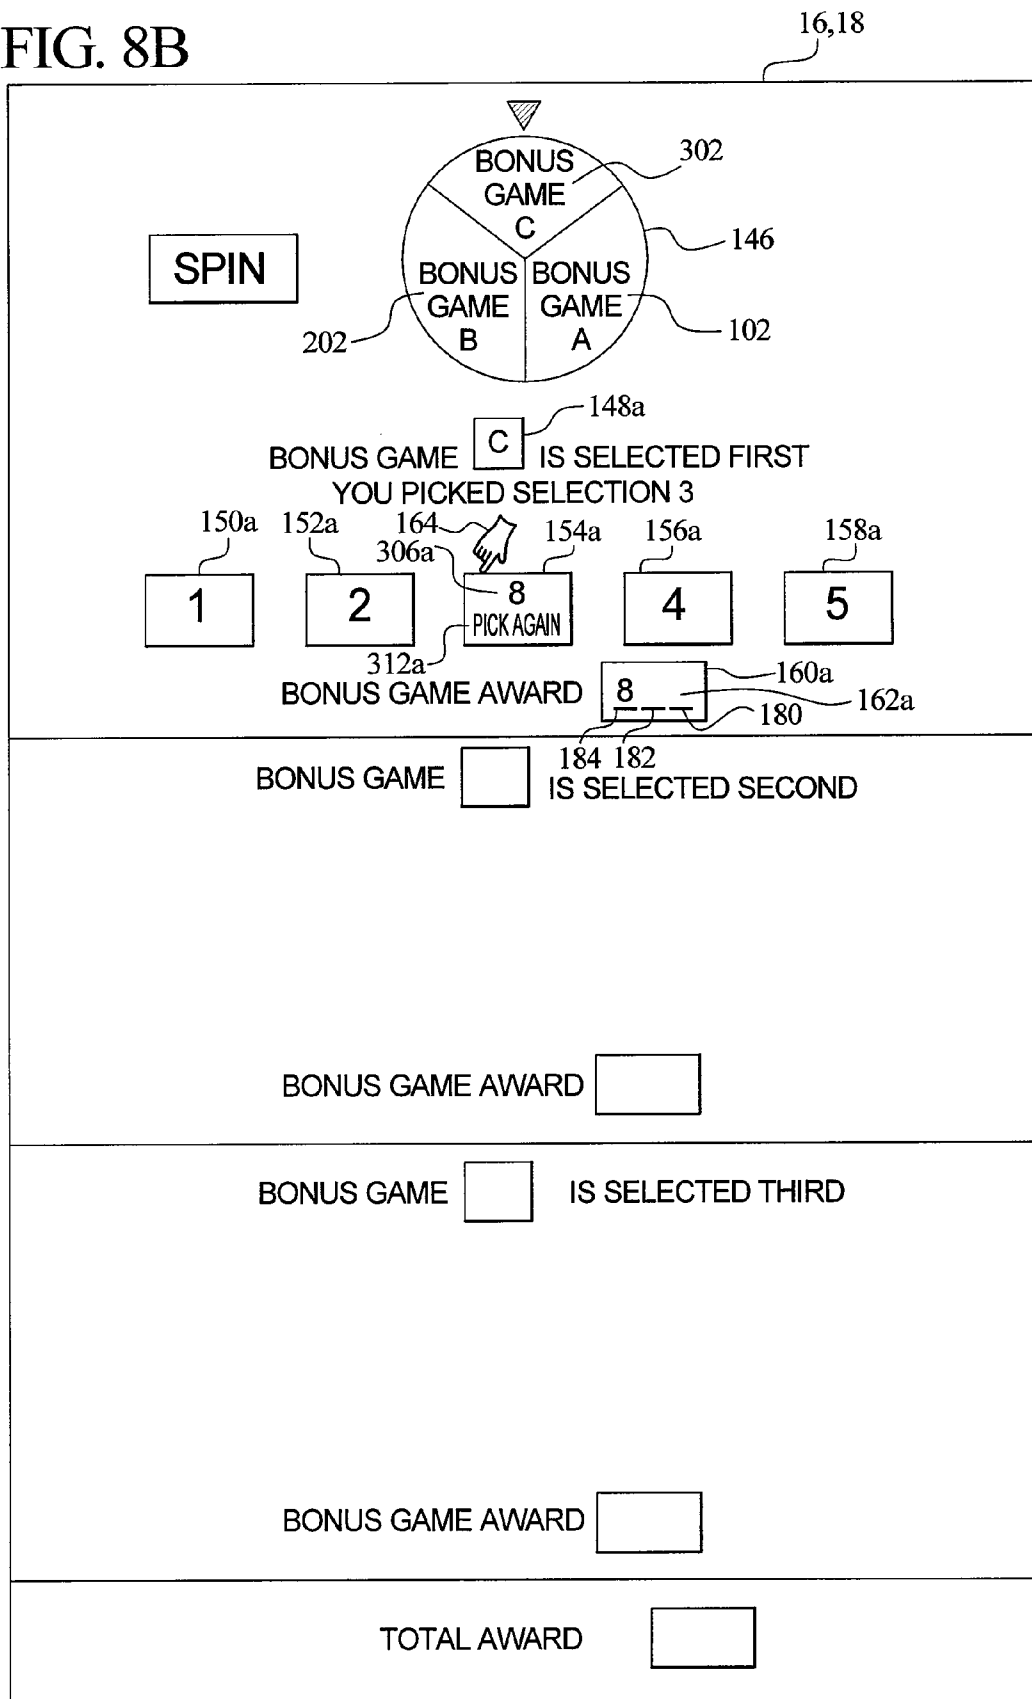 FIG. 8B
16,18
BONUS
GAME
C
302
146
SPIN
BONUS
GAME
B
BONUS
GAME
A
202
102
148a
BONUS GAME C IS SELECTED FIRST
YOU PICKED SELECTION 3
150a 152a 164 306a 154a 156a 158a
1 2 8 4 5
PICK AGAIN
312a
BONUS GAME AWARD 8
160a
162a
184 182 180
BONUS GAME IS SELECTED SECOND
BONUS GAME AWARD
BONUS GAME IS SELECTED THIRD
BONUS GAME AWARD
TOTAL AWARD